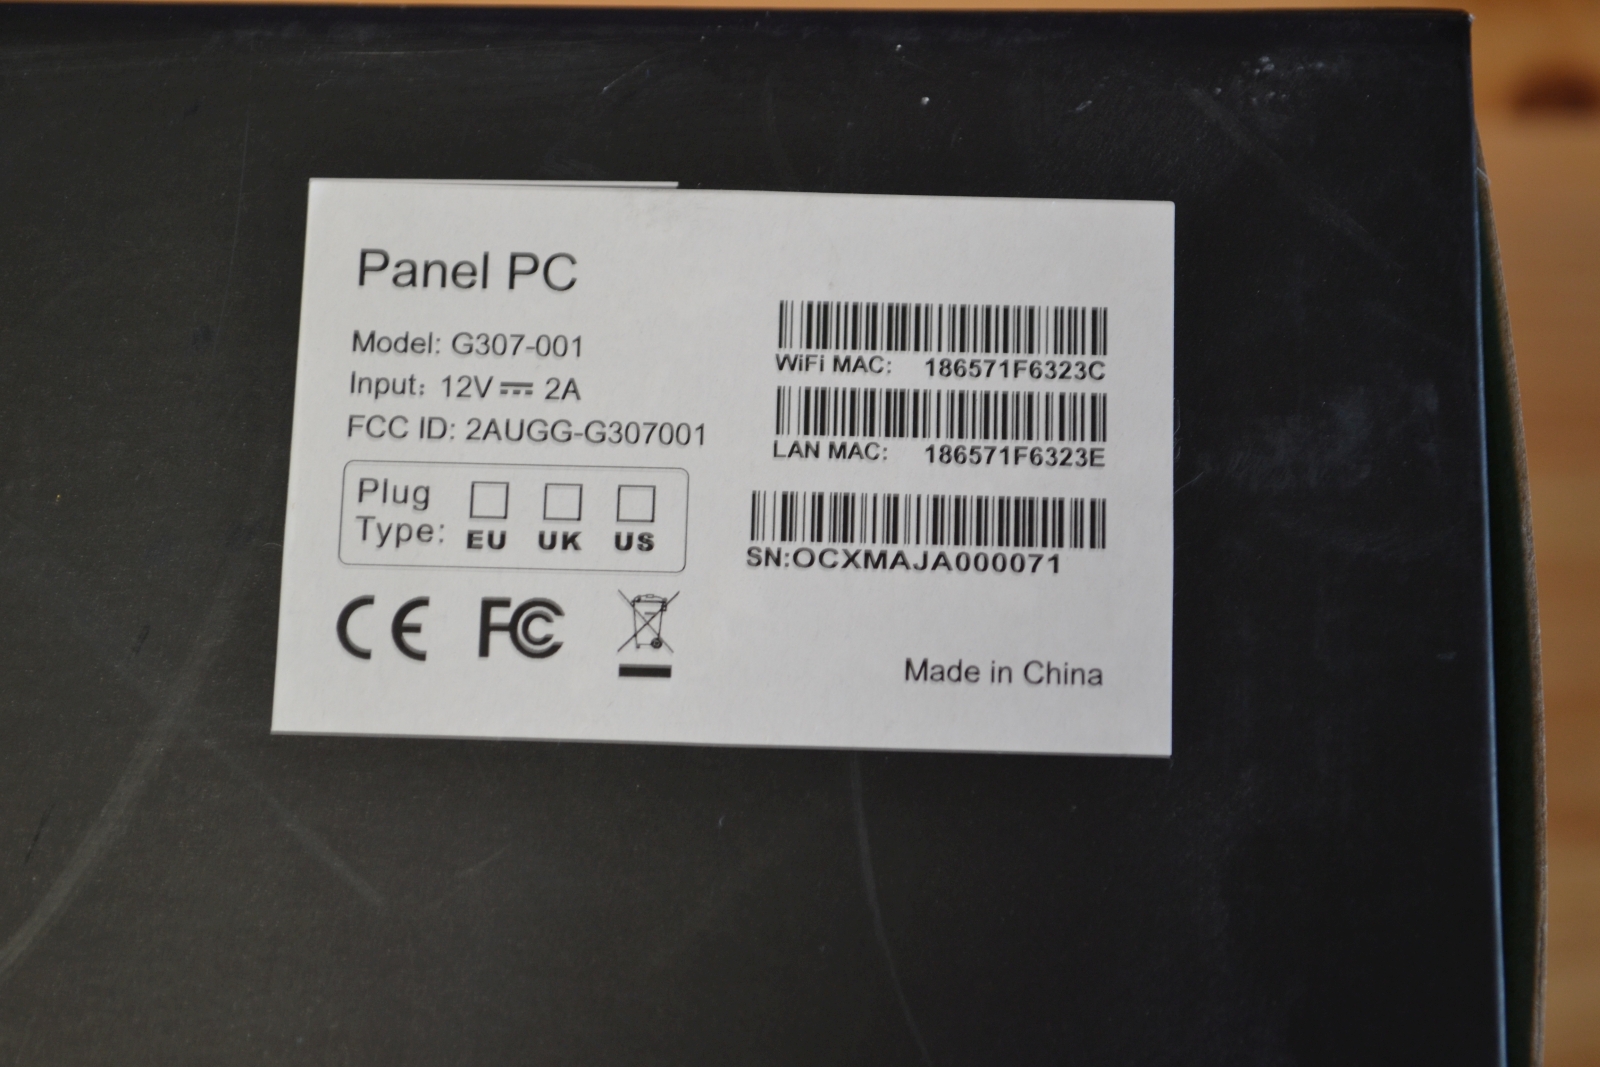 Panel PC
Model: G307-001
Input: 12V⎓2A
FCC ID: 2AUGG-G307001
Plug
Type:
EU UK US
CE FC
WiFi MAC: 186571F6323C
LAN MAC: 186571F6323E
SN:OCXMAJA000071
Made in China